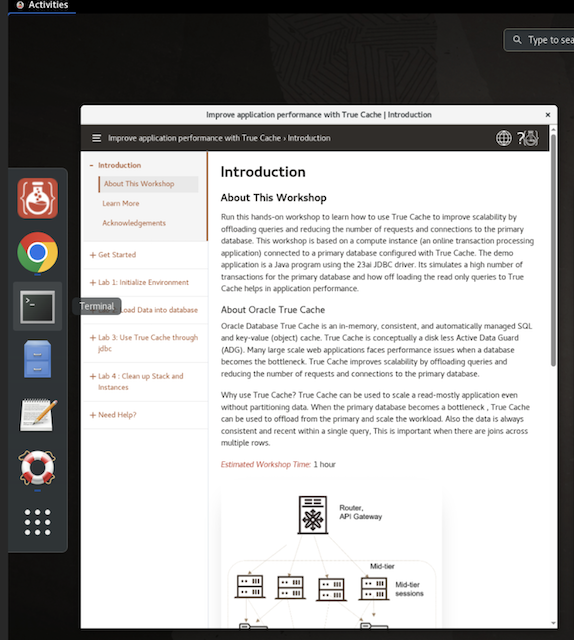 Activities
Type to sea
Improve application performance with True Cache | Introduction
×
Improve application performance with True Cache › Introduction
- Introduction
About This Workshop
Learn More
Acknowledgements
+ Get Started
+ Lab 1: Initialize Environment
Load Data into database
+ Lab 3: Use True Cache through
jdbc
+ Lab 4 : Clean up Stack and
Instances
+ Need Help?
Terminal
Introduction
About This Workshop
Run this hands-on workshop to learn how to use True Cache to improve scalability by
offloading queries and reducing the number of requests and connections to the primary
database. This workshop is based on a compute instance (an online transaction processing
application) connected to a primary database configured with True Cache. The demo
application is a Java program using the 23ai JDBC driver. Its simulates a high number of
transactions for the primary database and how off loading the read only queries to True
Cache helps in application performance.
About Oracle True Cache
Oracle Database True Cache is an in-memory, consistent, and automatically managed SQL
and key-value (object) cache. True Cache is conceptually a disk less Active Data Guard
(ADG). Many large scale web applications faces performance issues when a database
becomes the bottleneck. True Cache improves scalability by offloading queries and
reducing the number of requests and connections to the primary database.
Why use True Cache? True Cache can be used to scale a read-mostly application even
without partitioning data. When the primary database becomes a bottleneck , True Cache
can be used to offload from the primary and scale the workload. Also the data is always
consistent and recent within a single query, This is important when there are joins across
multiple rows.
Estimated Workshop Time: 1 hour
Router,
API Gateway
Mid-tier
Mid-tier
sessions